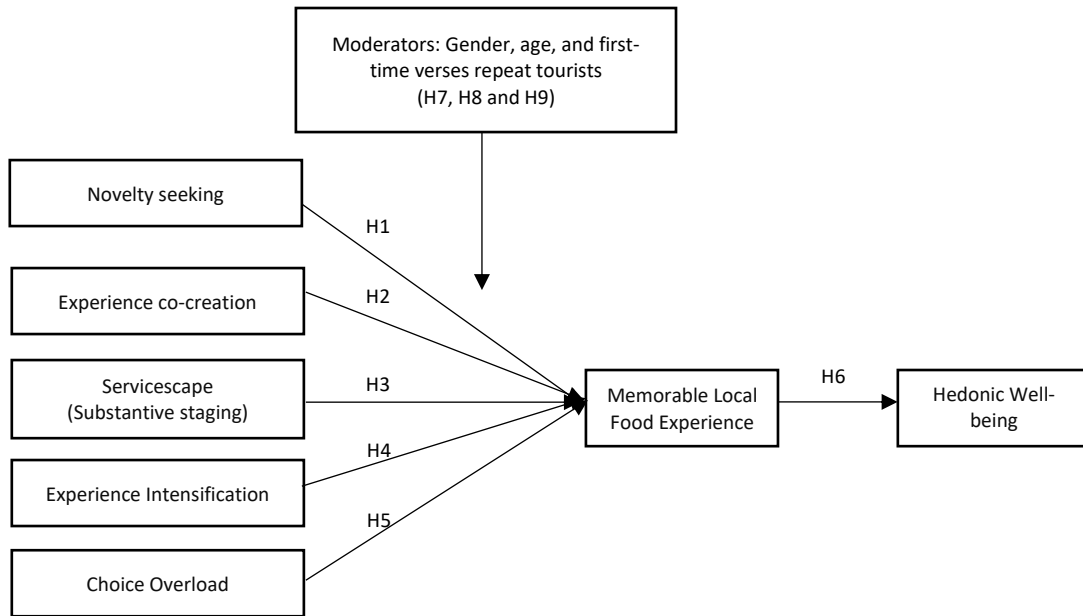 Moderators: Gender, age, and first-
time verses repeat tourists
(H7, H8 and H9)
Novelty seeking
H1
Experience co-creation
H2
Servicescape
(Substantive staging)
H3
Memorable Local
Food Experience
H6
Hedonic Well-
being
Experience Intensification
H4
Choice Overload
H5